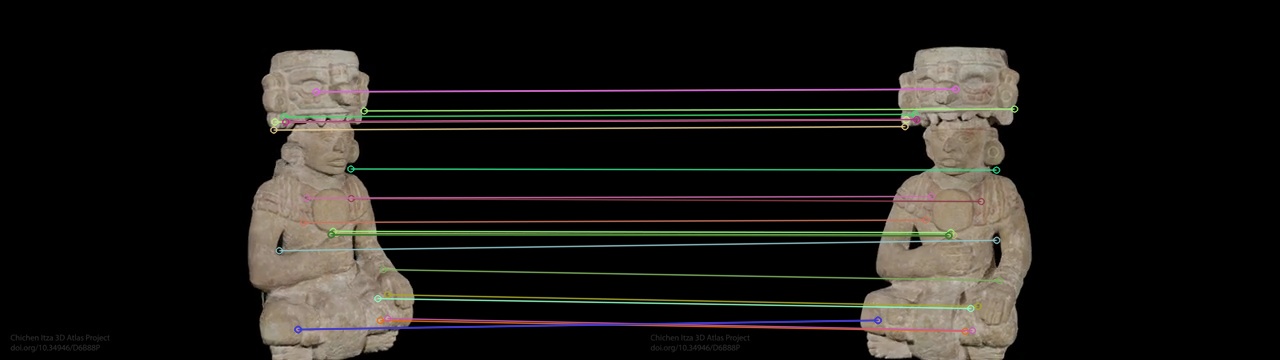 Chichen Itza 3D Atlas Project
doi.org/10.34946/D6B88P
Chichen Itza 3D Atlas Project
doi.org/10.34946/D6B88P